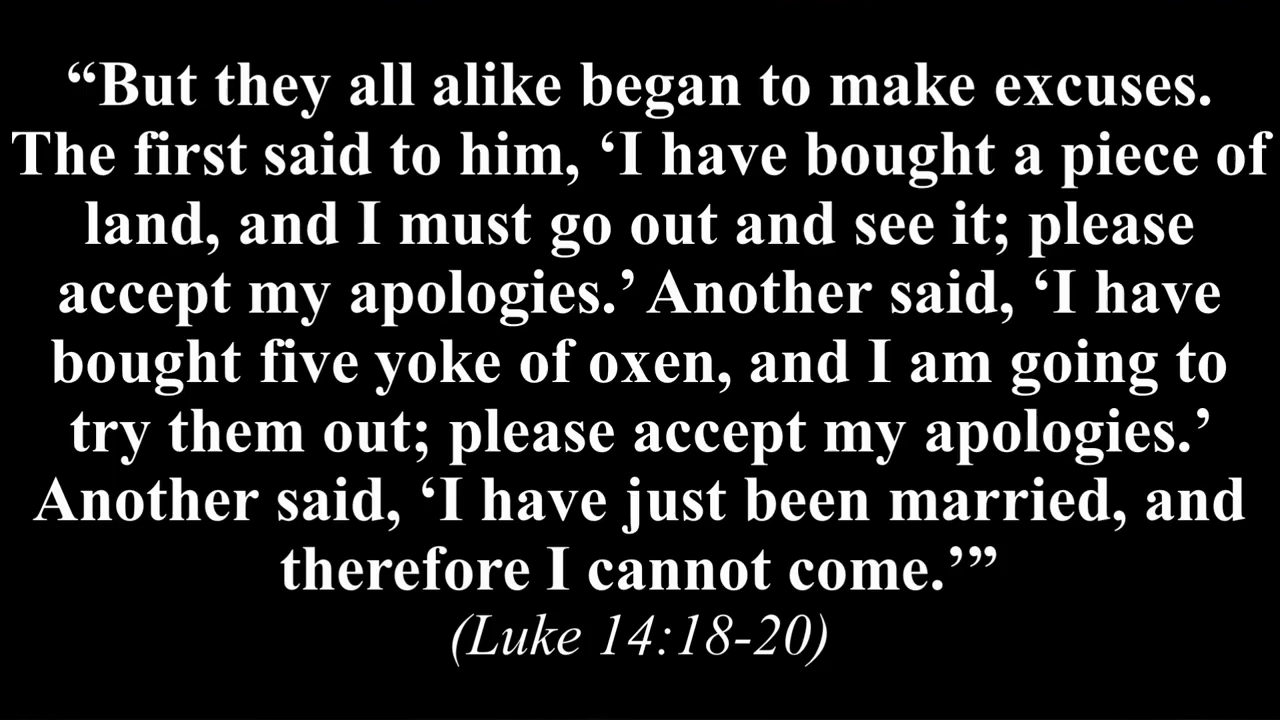 “But they all alike began to make excuses.
The first said to him, ‘I have bought a piece of
land, and I must go out and see it; please
accept my apologies.’ Another said, ‘I have
bought five yoke of oxen, and I am going to
try them out; please accept my apologies.’
Another said, ‘I have just been married, and
therefore I cannot come.’”
(Luke 14:18-20)